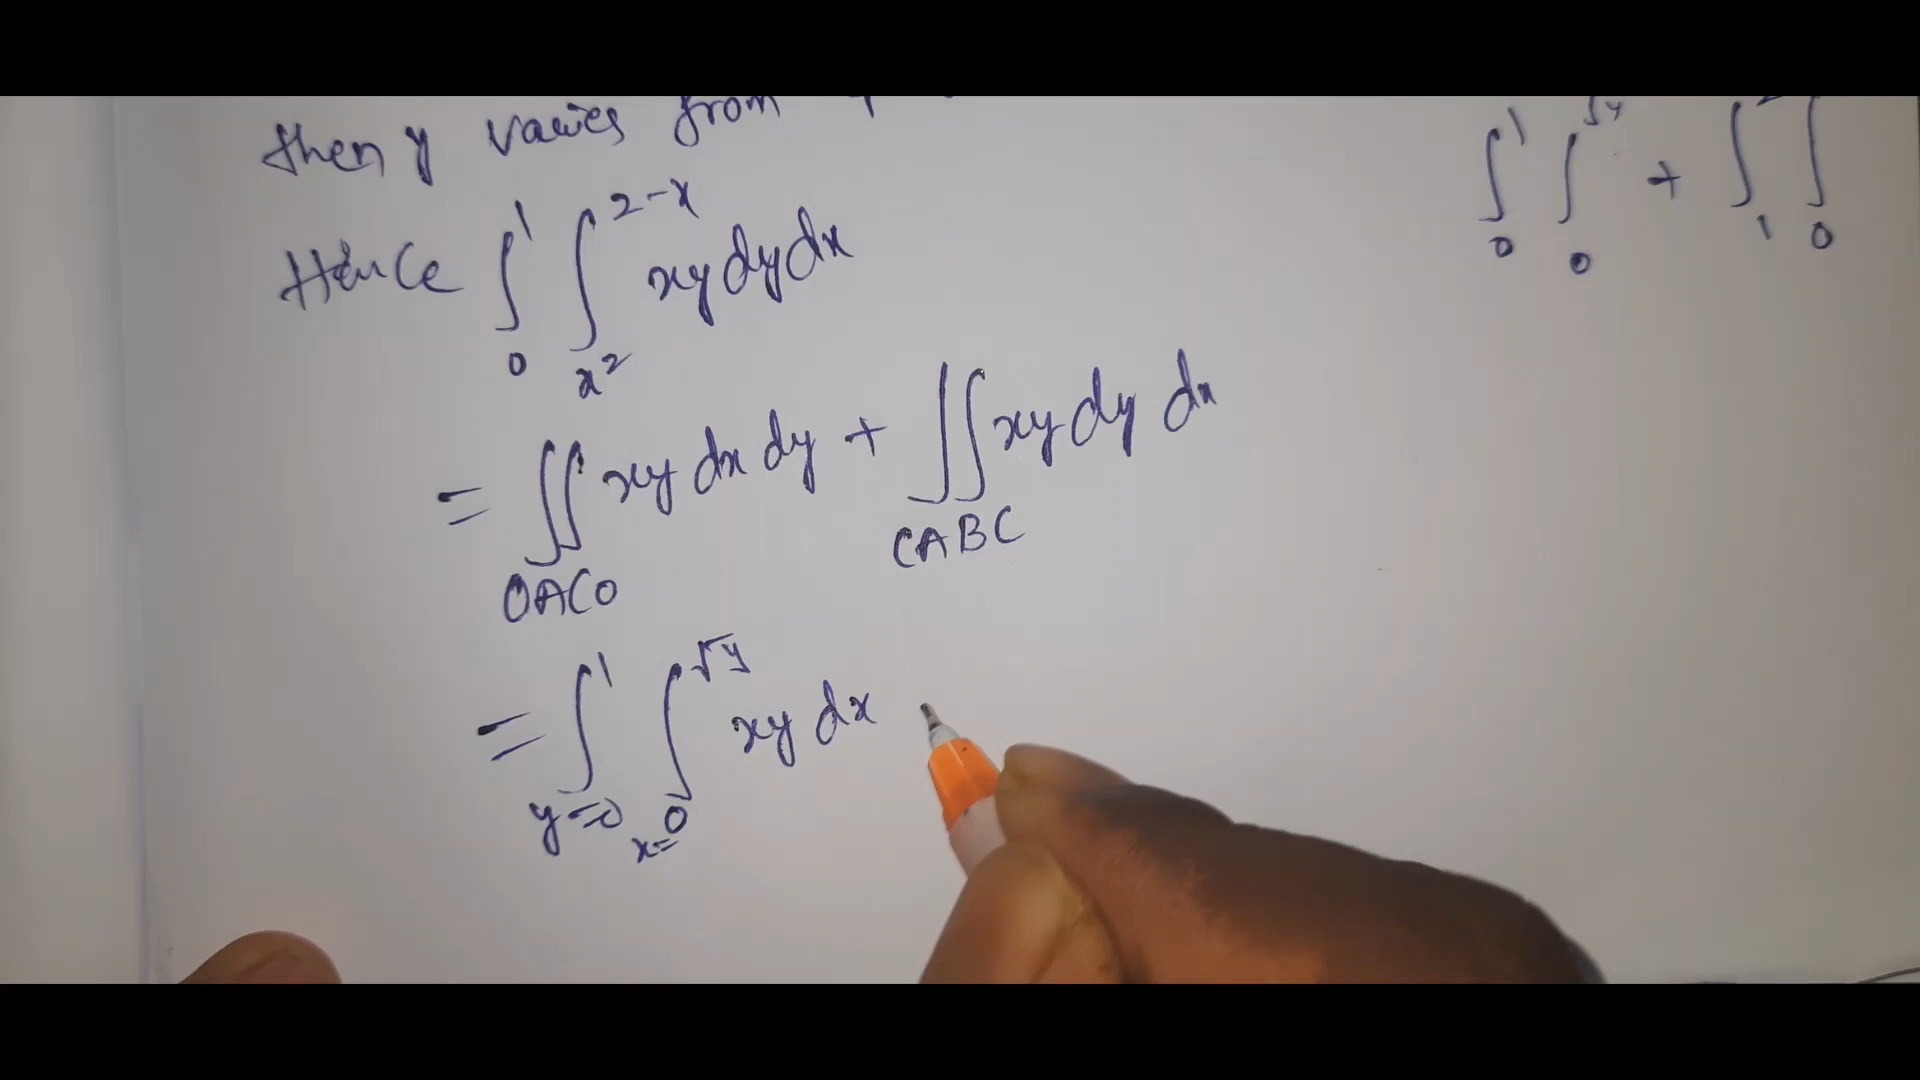 then y varies from
Hence ∫₀¹ ∫_{x²}^{2-x} xy dy dx
= ∬_{OACO} xy dx dy + ∬_{CABC} xy dy dx
= ∫_{y=0}^{1} ∫_{x=0}^{√y} xy dx
∫₀¹ ∫₀^{√y} + ∫₁ ∫₀